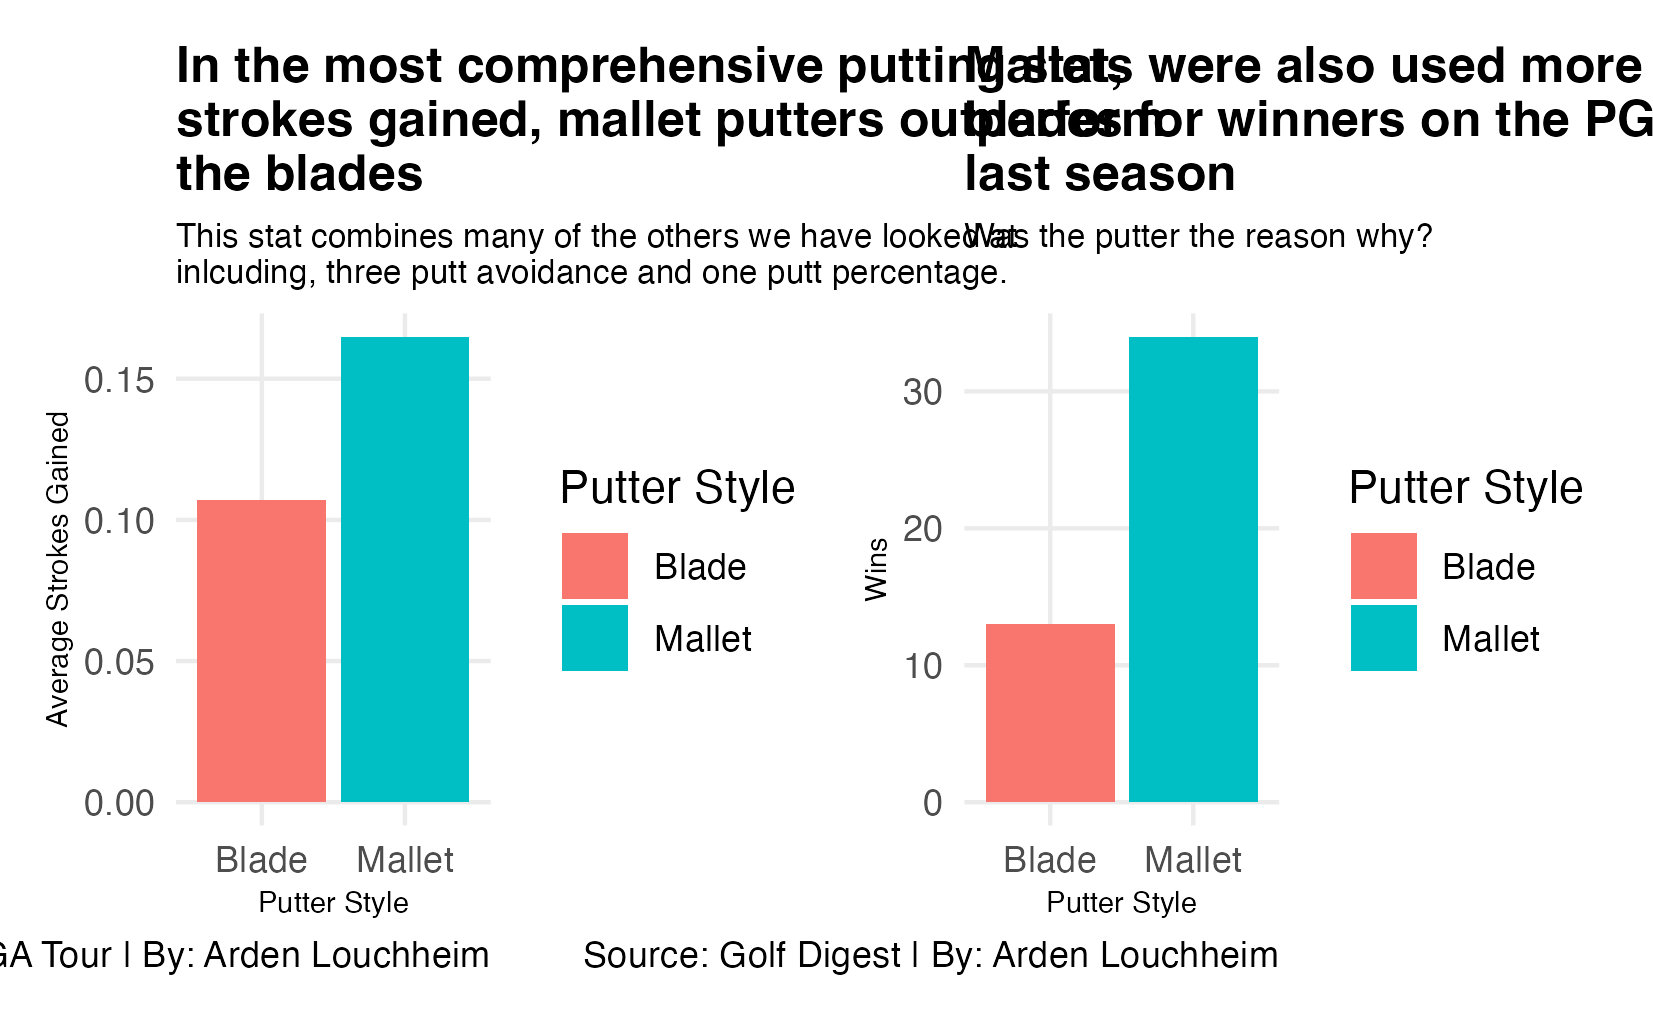 In the most comprehensive putting stat,
strokes gained, mallet putters outperform
the blades
This stat combines many of the others we have looked at
inlcuding, three putt avoidance and one putt percentage.
0.15
0.10
0.05
0.00
Average Strokes Gained
Blade
Mallet
Putter Style
Putter Style
Blade
Mallet
GA Tour | By: Arden Louchheim
Mallets were also used more
blades for winners on the PG
last season
Was the putter the reason why?
30
20
10
0
Wins
Blade
Mallet
Putter Style
Putter Style
Blade
Mallet
Source: Golf Digest | By: Arden Louchheim